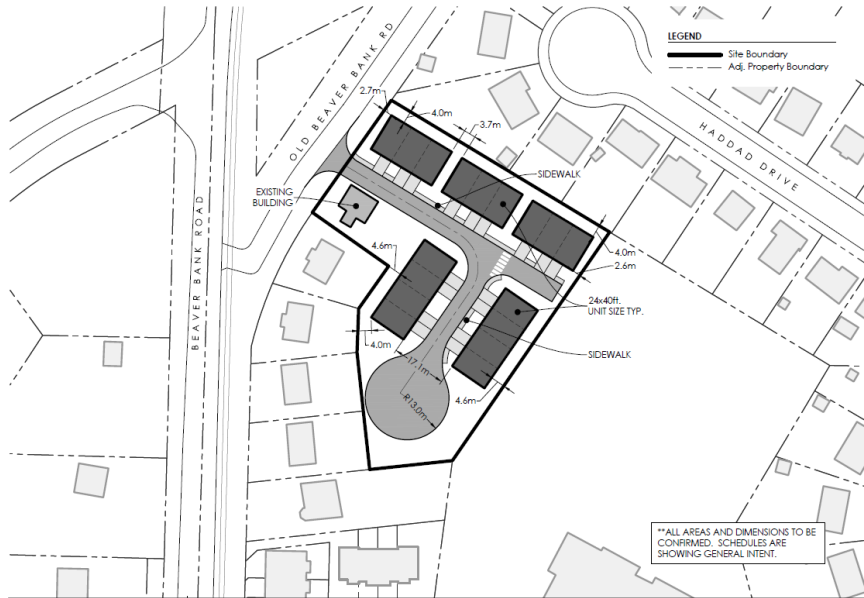 LEGEND
Site Boundary
Adj. Property Boundary
OLD BEAVER BANK RD
2.7m
4.0m
3.7m
HADDAD DRIVE
SIDEWALK
EXISTING
BUILDING
BEAVER BANK ROAD
4.6m
4.0m
2.6m
24x40ft.
UNIT SIZE TYP.
SIDEWALK
4.0m
17.1m
R13.0m
4.6m
**ALL AREAS AND DIMENSIONS TO BE
CONFIRMED. SCHEDULES ARE
SHOWING GENERAL INTENT.